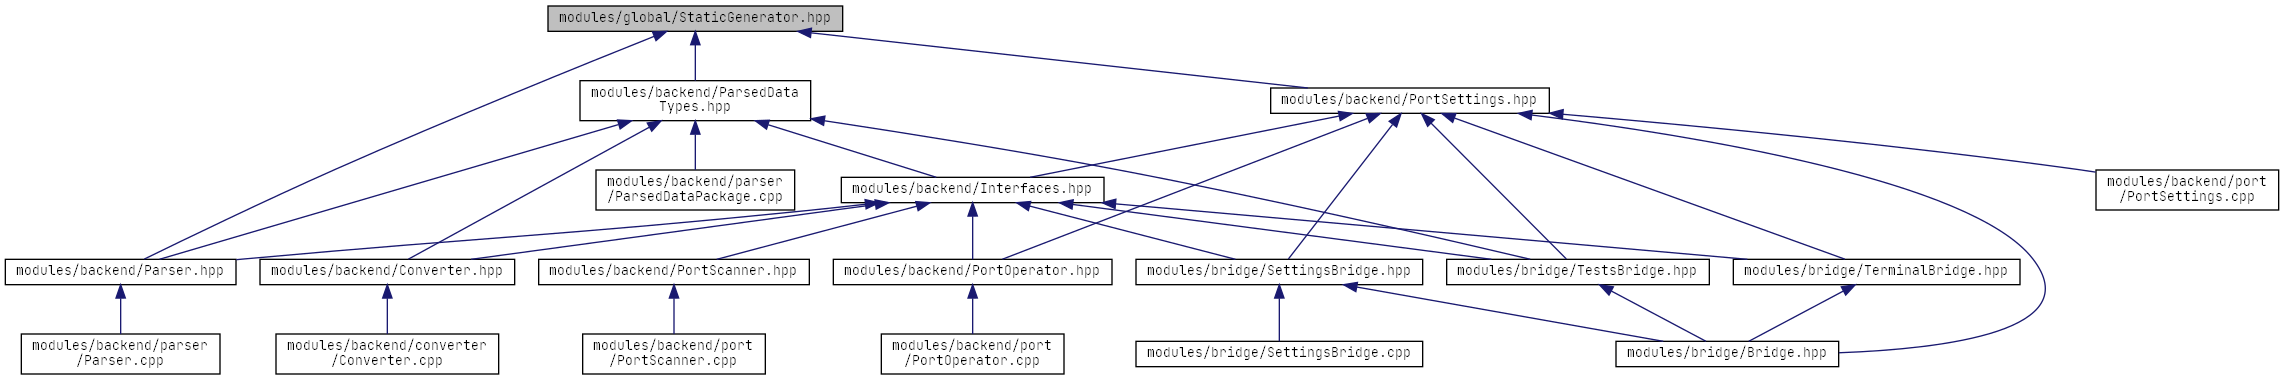 modules/global/StaticGenerator.hpp
modules/backend/ParsedData
Types.hpp
modules/backend/PortSettings.hpp
modules/backend/parser
/ParsedDataPackage.cpp
modules/backend/Interfaces.hpp
modules/backend/port
/PortSettings.cpp
modules/backend/Parser.hpp
modules/backend/Converter.hpp
modules/backend/PortScanner.hpp
modules/backend/PortOperator.hpp
modules/bridge/SettingsBridge.hpp
modules/bridge/TestsBridge.hpp
modules/bridge/TerminalBridge.hpp
modules/backend/parser
/Parser.cpp
modules/backend/converter
/Converter.cpp
modules/backend/port
/PortScanner.cpp
modules/backend/port
/PortOperator.cpp
modules/bridge/SettingsBridge.cpp
modules/bridge/Bridge.hpp